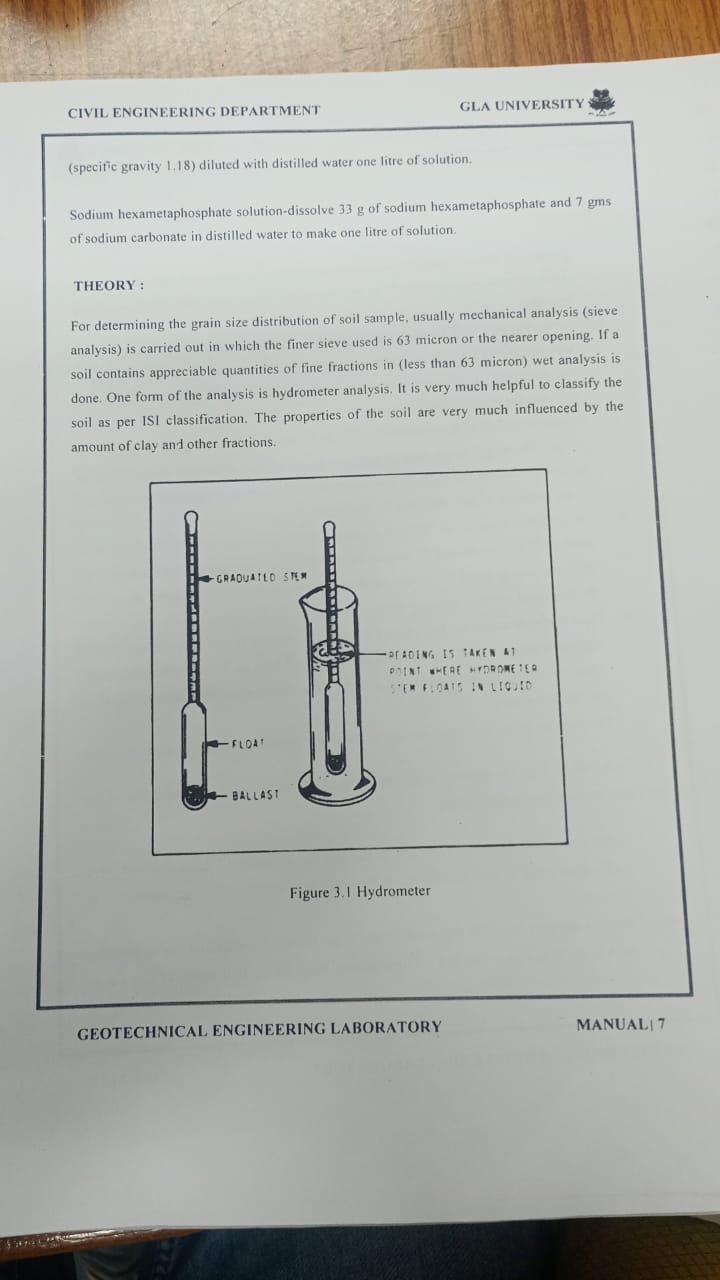 CIVIL ENGINEERING DEPARTMENT
GLA UNIVERSITY
(specific gravity 1.18) diluted with distilled water one litre of solution.
Sodium hexametaphosphate solution-dissolve 33 g of sodium hexametaphosphate and 7 gms
of sodium carbonate in distilled water to make one litre of solution.
THEORY :
For determining the grain size distribution of soil sample, usually mechanical analysis (sieve
analysis) is carried out in which the finer sieve used is 63 micron or the nearer opening. If a
soil contains appreciable quantities of fine fractions in (less than 63 micron) wet analysis is
done. One form of the analysis is hydrometer analysis. It is very much helpful to classify the
soil as per ISI classification. The properties of the soil are very much influenced by the
amount of clay and other fractions.
GRADUATED STEM
READING IS TAKEN AT
POINT WHERE HYDROMETER
STEM FLOATS IN LIQUID
FLOAT
BALLAST
Figure 3.1 Hydrometer
GEOTECHNICAL ENGINEERING LABORATORY
MANUAL| 7